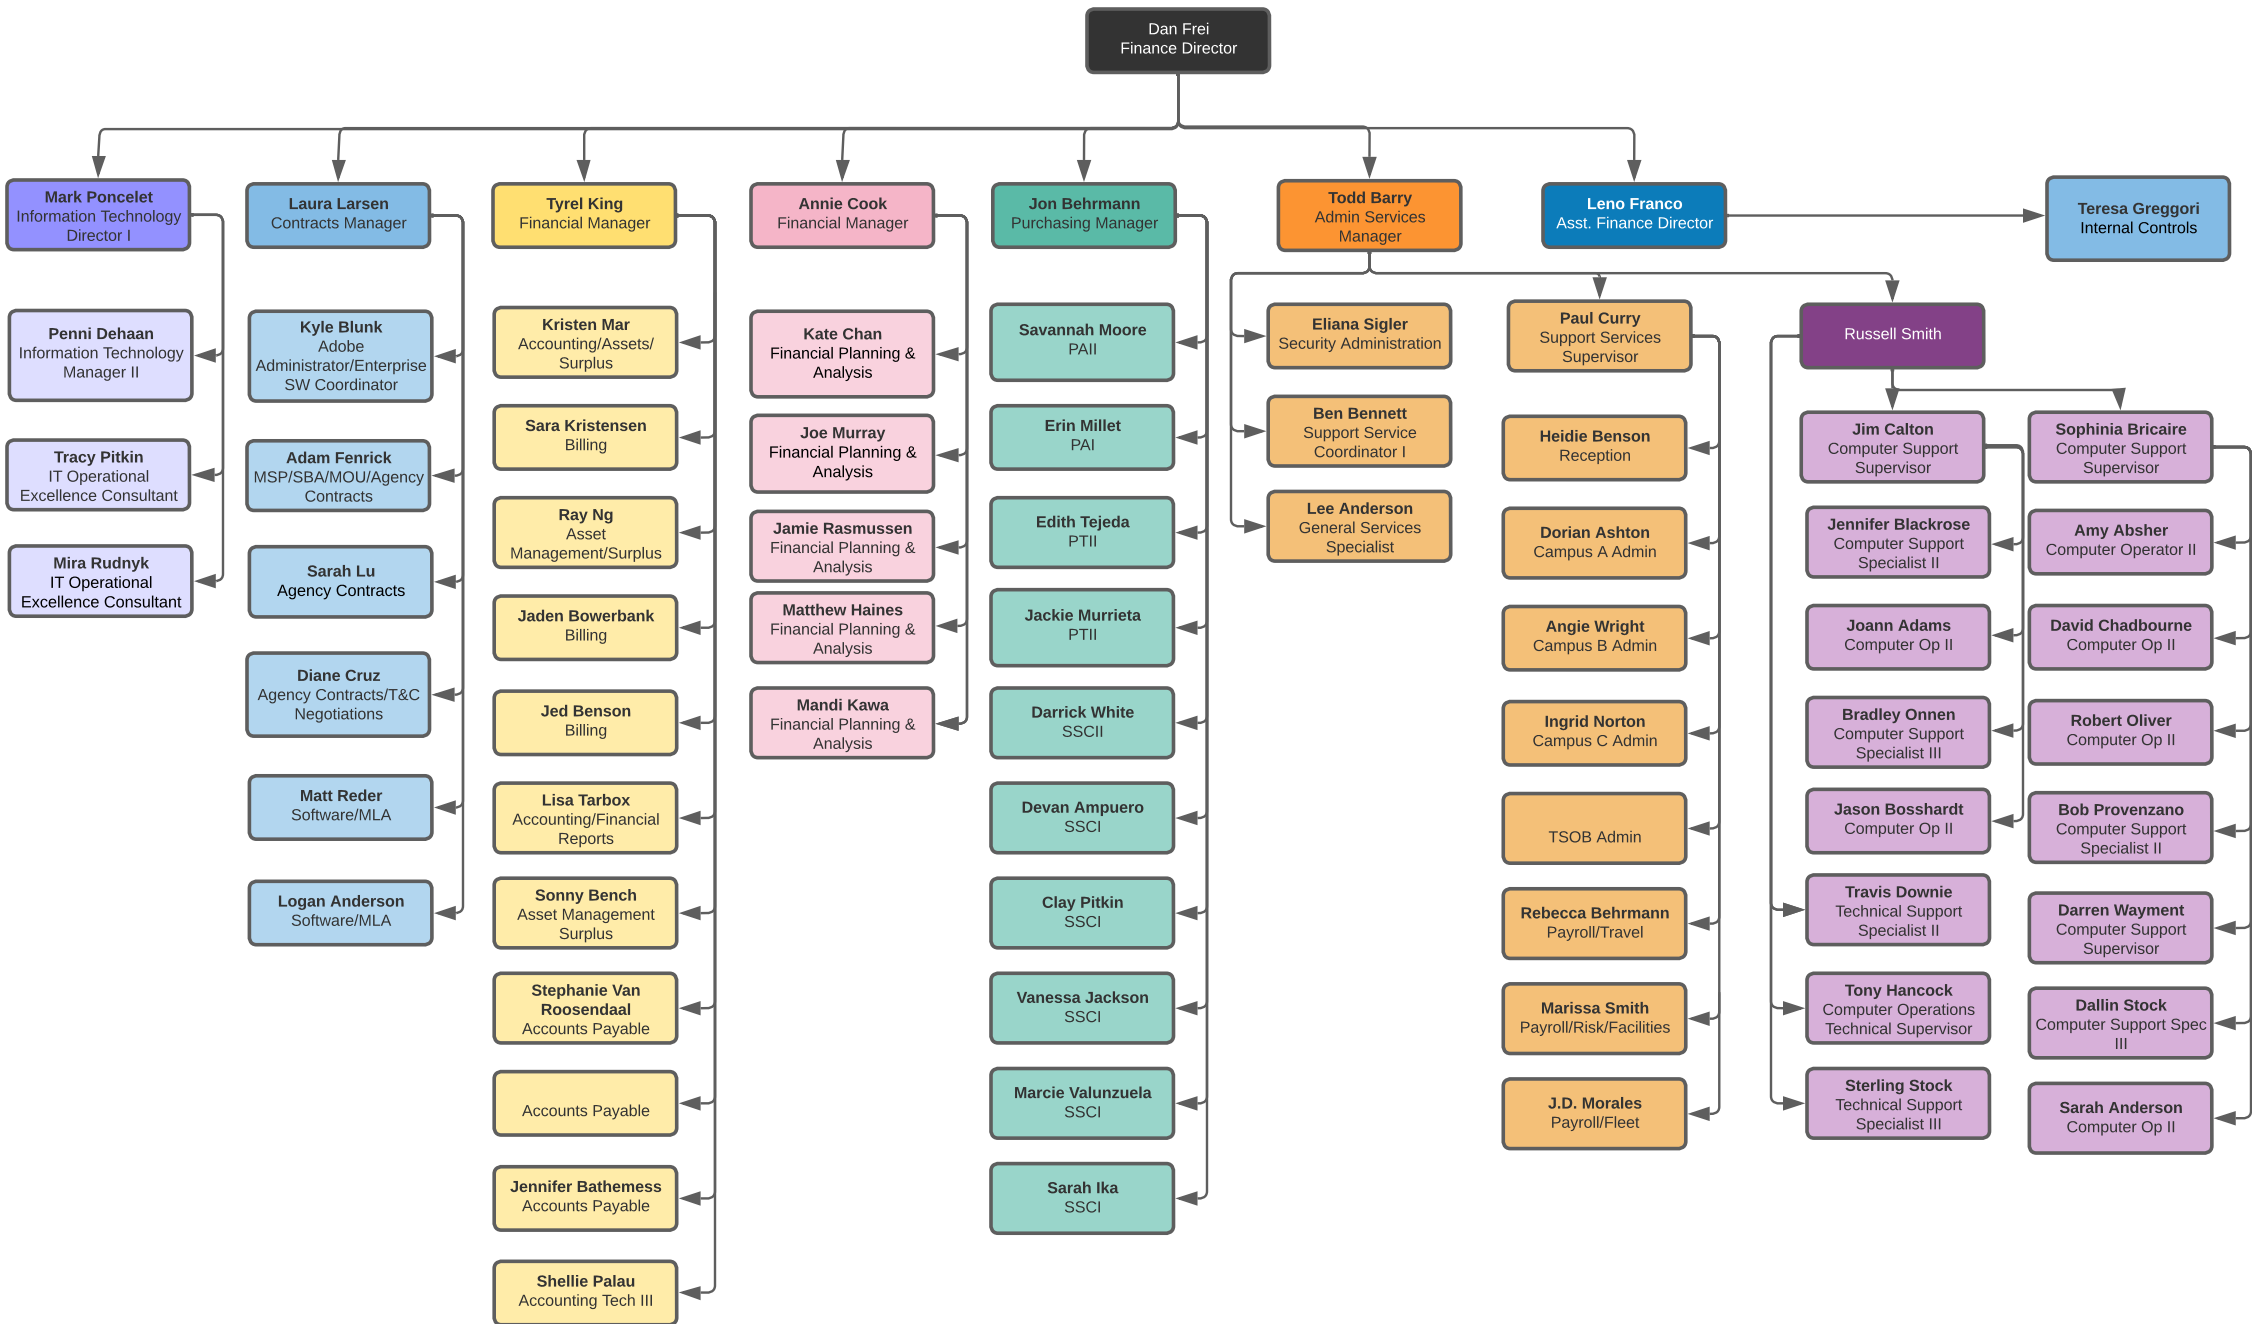 Dan Frei
Finance Director
Mark Poncelet
Information Technology
Director I
Laura Larsen
Contracts Manager
Tyrel King
Financial Manager
Annie Cook
Financial Manager
Jon Behrmann
Purchasing Manager
Todd Barry
Admin Services
Manager
Leno Franco
Asst. Finance Director
Teresa Greggori
Internal Controls
Penni Dehaan
Information Technology
Manager II
Tracy Pitkin
IT Operational
Excellence Consultant
Mira Rudnyk
IT Operational
Excellence Consultant
Kyle Blunk
Adobe
Administrator/Enterprise
SW Coordinator
Adam Fenrick
MSP/SBA/MOU/Agency
Contracts
Sarah Lu
Agency Contracts
Diane Cruz
Agency Contracts/T&C
Negotiations
Matt Reder
Software/MLA
Logan Anderson
Software/MLA
Kristen Mar
Accounting/Assets/
Surplus
Sara Kristensen
Billing
Ray Ng
Asset
Management/Surplus
Jaden Bowerbank
Billing
Jed Benson
Billing
Lisa Tarbox
Accounting/Financial
Reports
Sonny Bench
Asset Management
Surplus
Stephanie Van
Roosendaal
Accounts Payable
Accounts Payable
Jennifer Bathemess
Accounts Payable
Shellie Palau
Accounting Tech III
Kate Chan
Financial Planning &
Analysis
Joe Murray
Financial Planning &
Analysis
Jamie Rasmussen
Financial Planning &
Analysis
Matthew Haines
Financial Planning &
Analysis
Mandi Kawa
Financial Planning &
Analysis
Savannah Moore
PAII
Erin Millet
PAI
Edith Tejeda
PTII
Jackie Murrieta
PTII
Darrick White
SSCII
Devan Ampuero
SSCI
Clay Pitkin
SSCI
Vanessa Jackson
SSCI
Marcie Valunzuela
SSCI
Sarah Ika
SSCI
Eliana Sigler
Security Administration
Ben Bennett
Support Service
Coordinator I
Lee Anderson
General Services
Specialist
Paul Curry
Support Services
Supervisor
Heidie Benson
Reception
Dorian Ashton
Campus A Admin
Angie Wright
Campus B Admin
Ingrid Norton
Campus C Admin
TSOB Admin
Rebecca Behrmann
Payroll/Travel
Marissa Smith
Payroll/Risk/Facilities
J.D. Morales
Payroll/Fleet
Russell Smith
Jim Calton
Computer Support
Supervisor
Jennifer Blackrose
Computer Support
Specialist II
Joann Adams
Computer Op II
Bradley Onnen
Computer Support
Specialist III
Jason Bosshardt
Computer Op II
Travis Downie
Technical Support
Specialist II
Tony Hancock
Computer Operations
Technical Supervisor
Sterling Stock
Technical Support
Specialist III
Sophinia Bricaire
Computer Support
Supervisor
Amy Absher
Computer Operator II
David Chadbourne
Computer Op II
Robert Oliver
Computer Op II
Bob Provenzano
Computer Support
Specialist II
Darren Wayment
Computer Support
Supervisor
Dallin Stock
Computer Support Spec
III
Sarah Anderson
Computer Op II